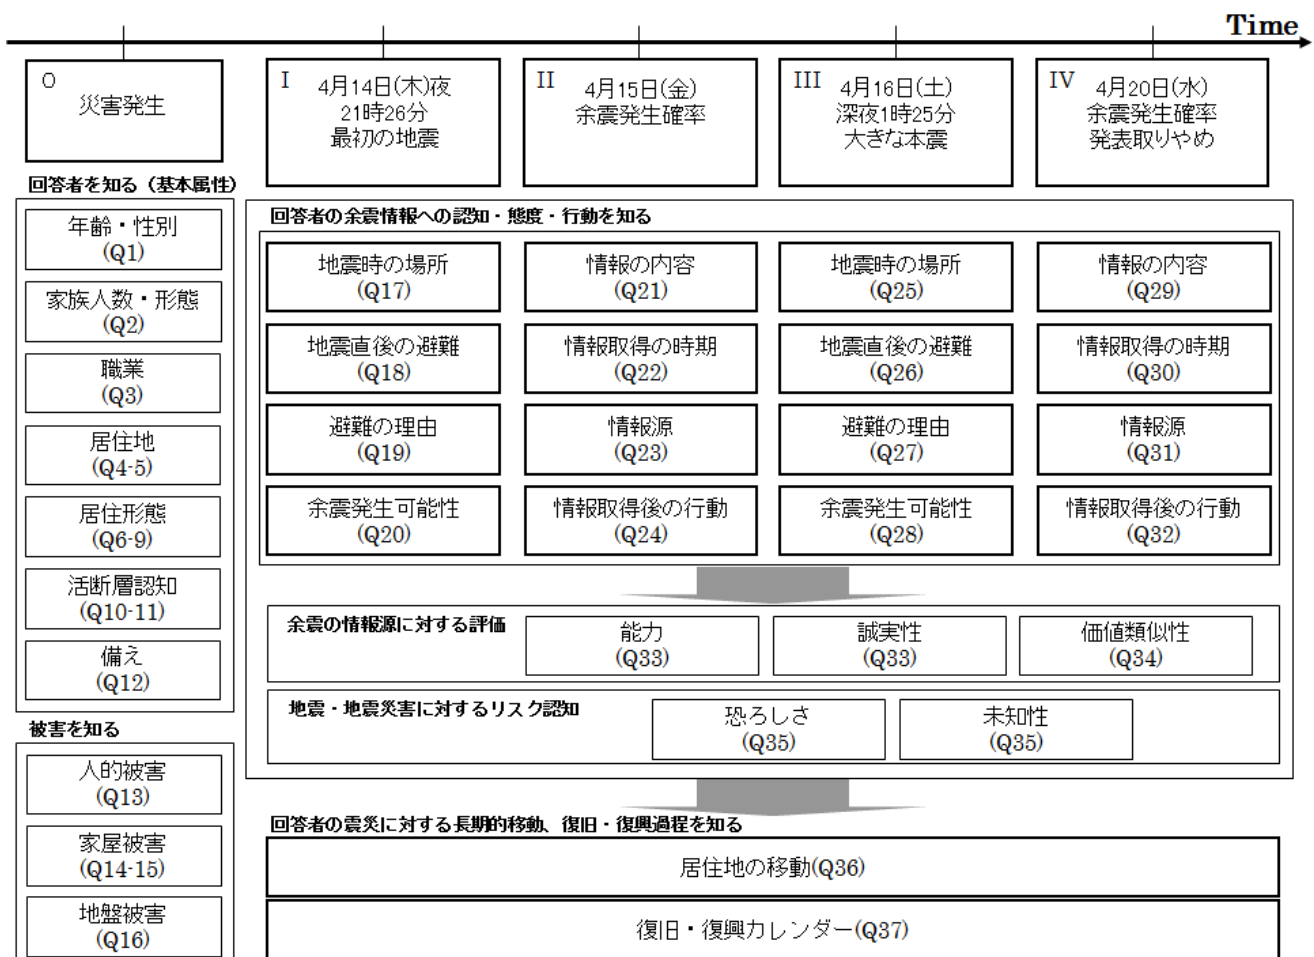 Time
O
災害発生
I
4月14日(木)夜
21時26分
最初の地震
II
4月15日(金)
余震発生確率
III
4月16日(土)
深夜1時25分
大きな本震
IV
4月20日(水)
余震発生確率
発表取りやめ
回答者を知る（基本属性）
年齢・性別
(Q1)
家族人数・形態
(Q2)
職業
(Q3)
居住地
(Q4-5)
居住形態
(Q6-9)
活断層認知
(Q10-11)
備え
(Q12)
被害を知る
人的被害
(Q13)
家屋被害
(Q14-15)
地盤被害
(Q16)
回答者の余震情報への認知・態度・行動を知る
地震時の場所
(Q17)
情報の内容
(Q21)
地震時の場所
(Q25)
情報の内容
(Q29)
地震直後の避難
(Q18)
情報取得の時期
(Q22)
地震直後の避難
(Q26)
情報取得の時期
(Q30)
避難の理由
(Q19)
情報源
(Q23)
避難の理由
(Q27)
情報源
(Q31)
余震発生可能性
(Q20)
情報取得後の行動
(Q24)
余震発生可能性
(Q28)
情報取得後の行動
(Q32)
余震の情報源に対する評価
能力
(Q33)
誠実性
(Q33)
価値類似性
(Q34)
地震・地震災害に対するリスク認知
恐ろしさ
(Q35)
未知性
(Q35)
回答者の震災に対する長期的移動、復旧・復興過程を知る
居住地の移動(Q36)
復旧・復興カレンダー(Q37)